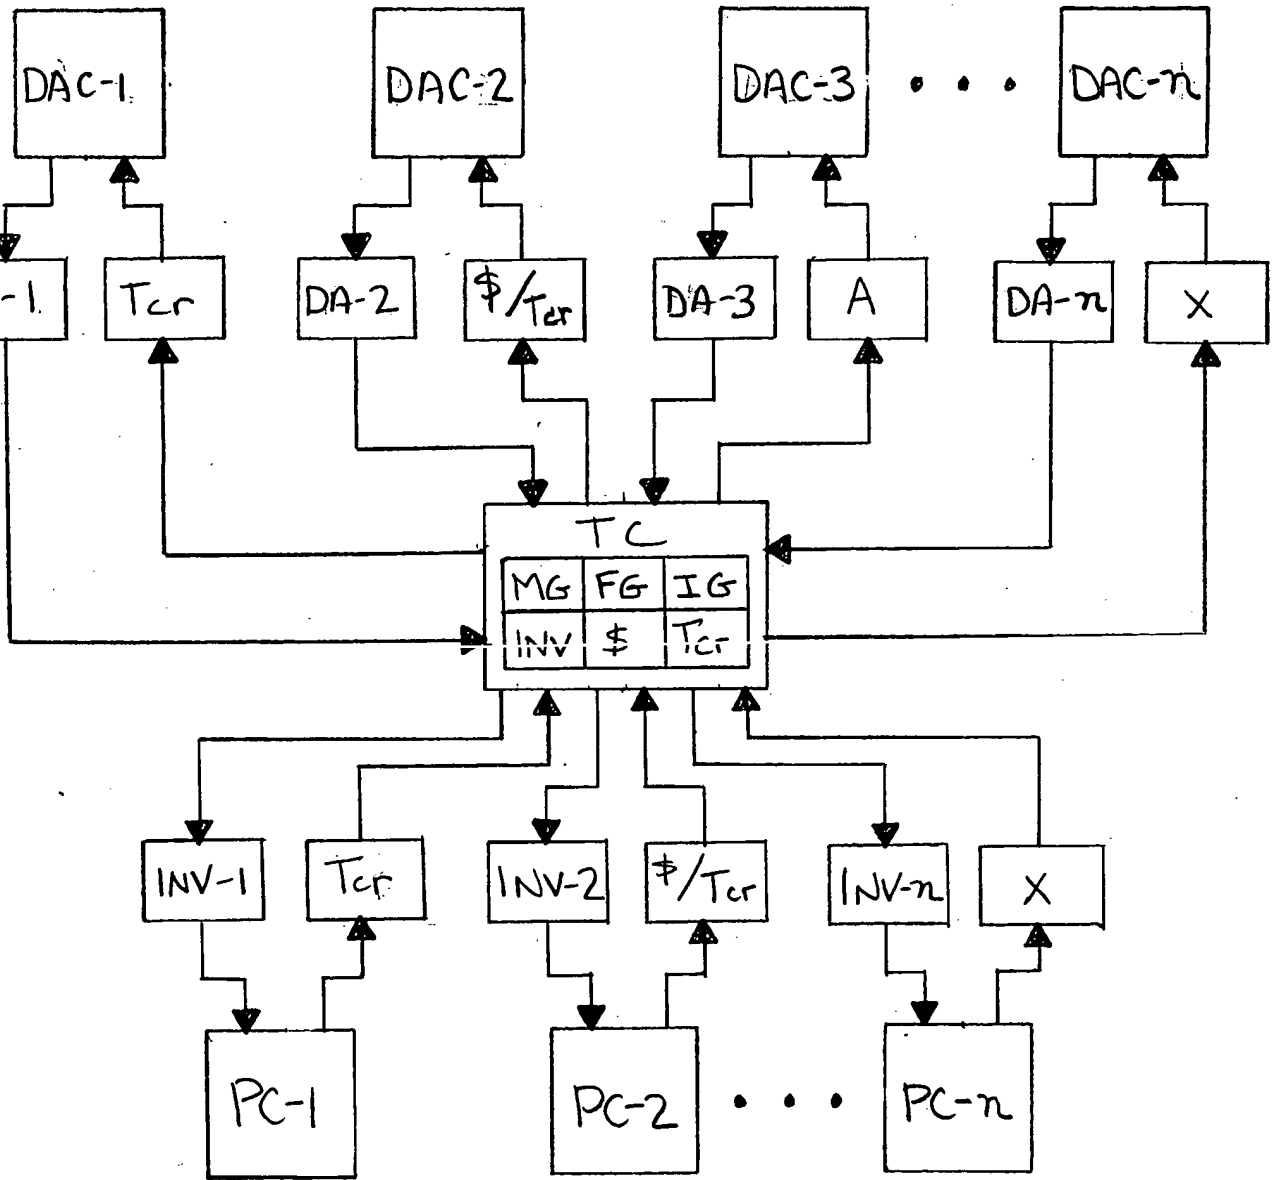 DAC-1 DAC-2 DAC-3 • • • DAC-n
-1 Tcr DA-2 $/Tcr DA-3 A DA-n X
TC
MG FG IG
INV $ Tcr
INV-1 Tcr INV-2 $/Tcr INV-n X
PC-1 PC-2 • • • PC-n